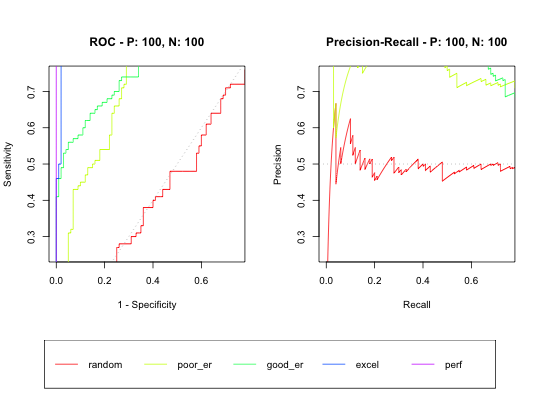 ROC - P: 100, N: 100
Precision-Recall - P: 100, N: 100
Sensitivity
0.7
0.6
0.5
0.4
0.3
0.0 0.2 0.4 0.6
1 - Specificity
Precision
0.7
0.6
0.5
0.4
0.3
0.0 0.2 0.4 0.6
Recall
random poor_er good_er excel perf